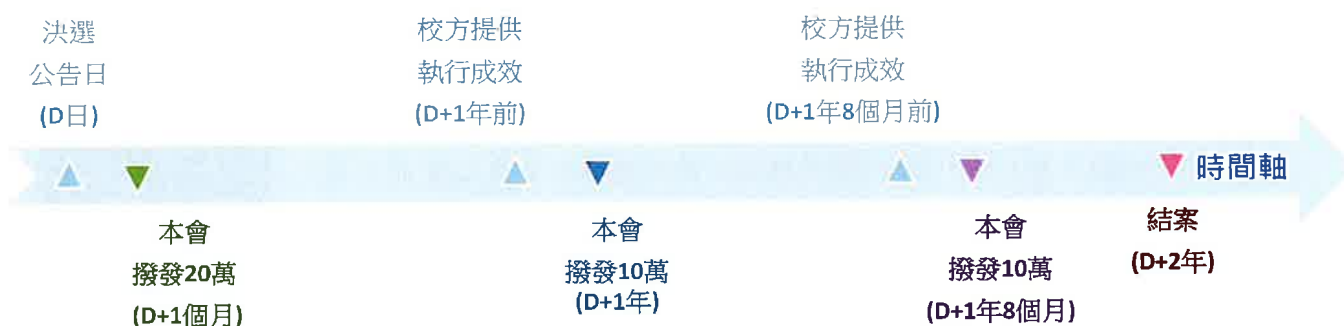 決選
公告日
(D日)
校方提供
執行成效
(D+1年前)
校方提供
執行成效
(D+1年8個月前)
時間軸
本會
撥發20萬
(D+1個月)
本會
撥發10萬
(D+1年)
本會
撥發10萬
(D+1年8個月)
結案
(D+2年)